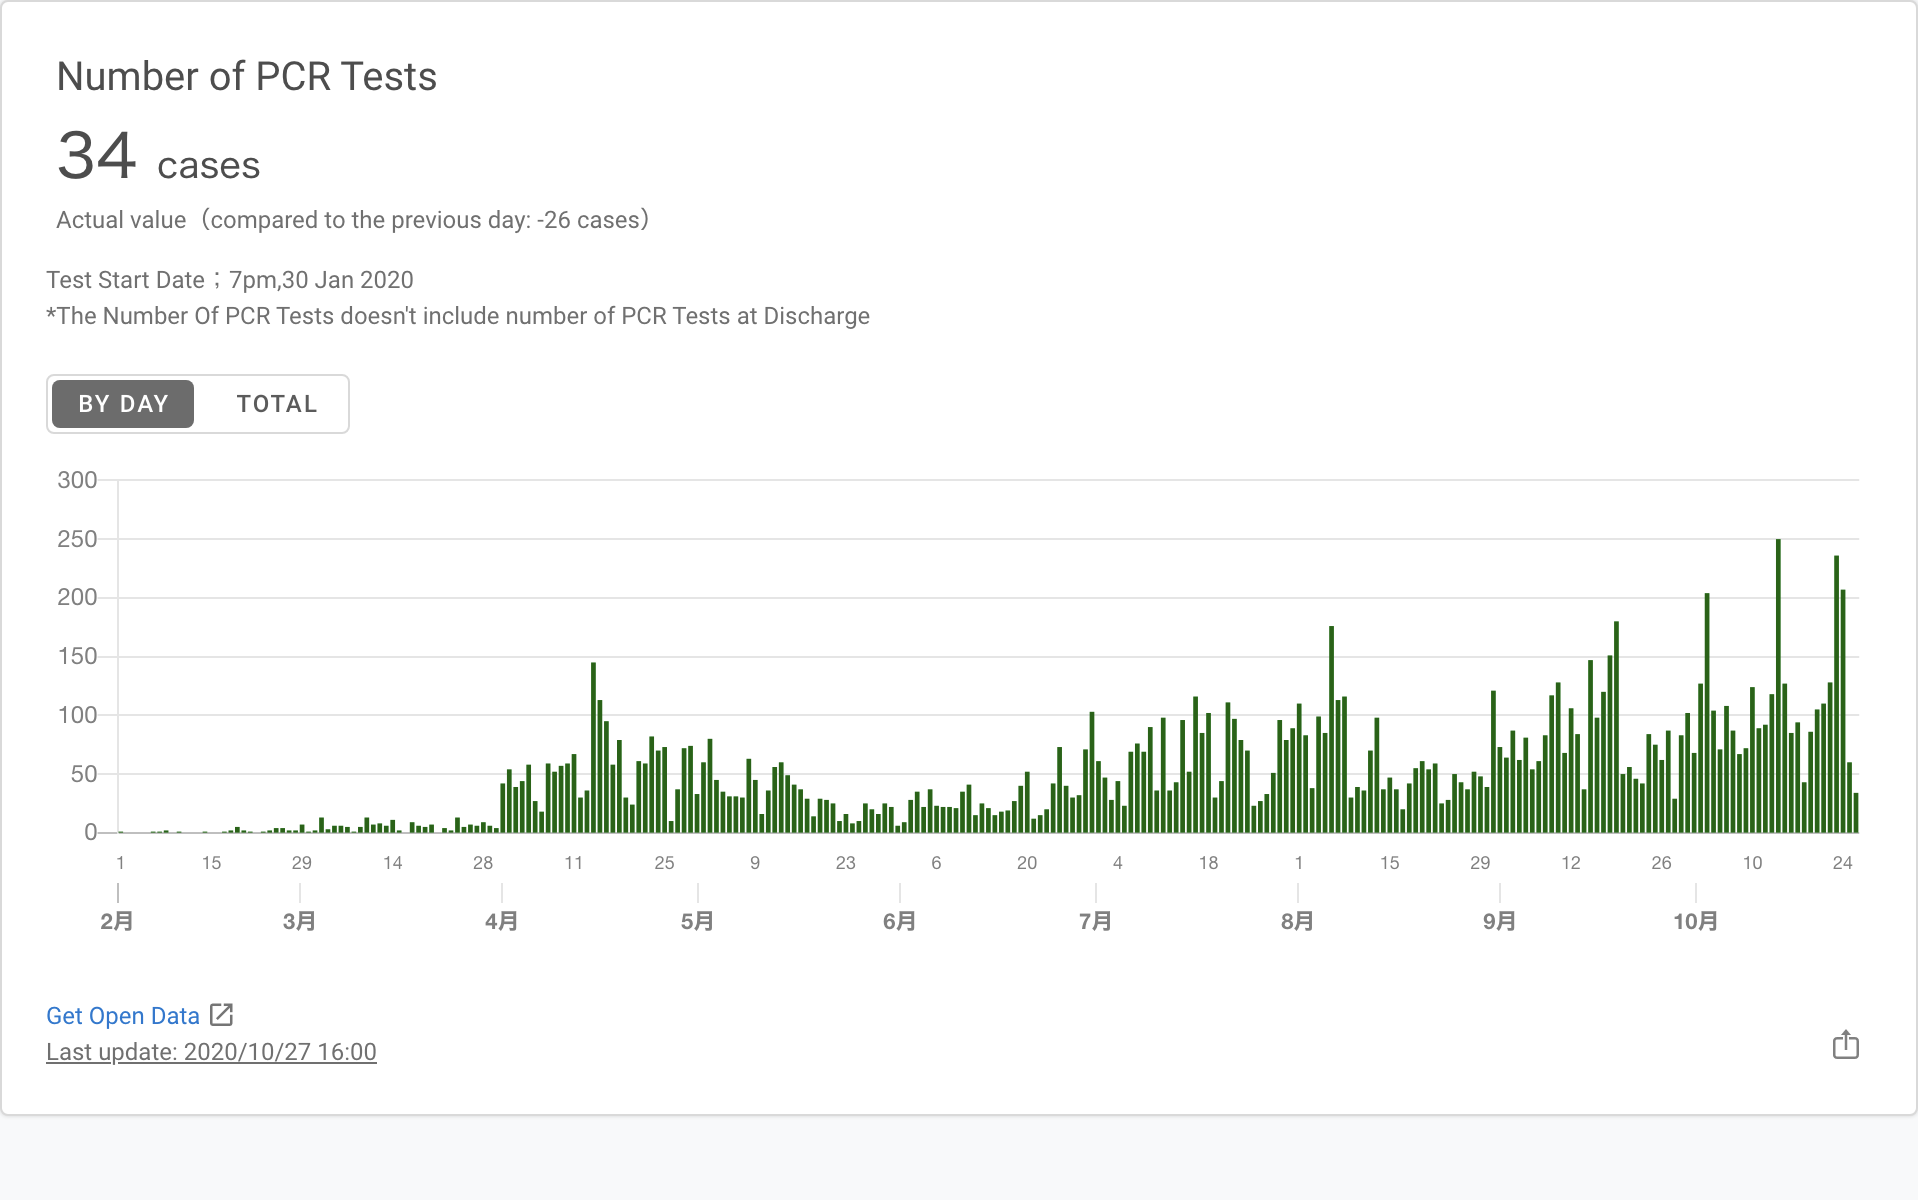 Number of PCR Tests
34 cases
Actual value（compared to the previous day: -26 cases）
Test Start Date；7pm,30 Jan 2020
*The Number Of PCR Tests doesn't include number of PCR Tests at Discharge
BY DAY TOTAL
300
250
200
150
100
50
0
1 15 29 14 28 11 25 9 23 6 20 4 18 1 15 29 12 26 10 24
2月 3月 4月 5月 6月 7月 8月 9月 10月
Get Open Data
Last update: 2020/10/27 16:00